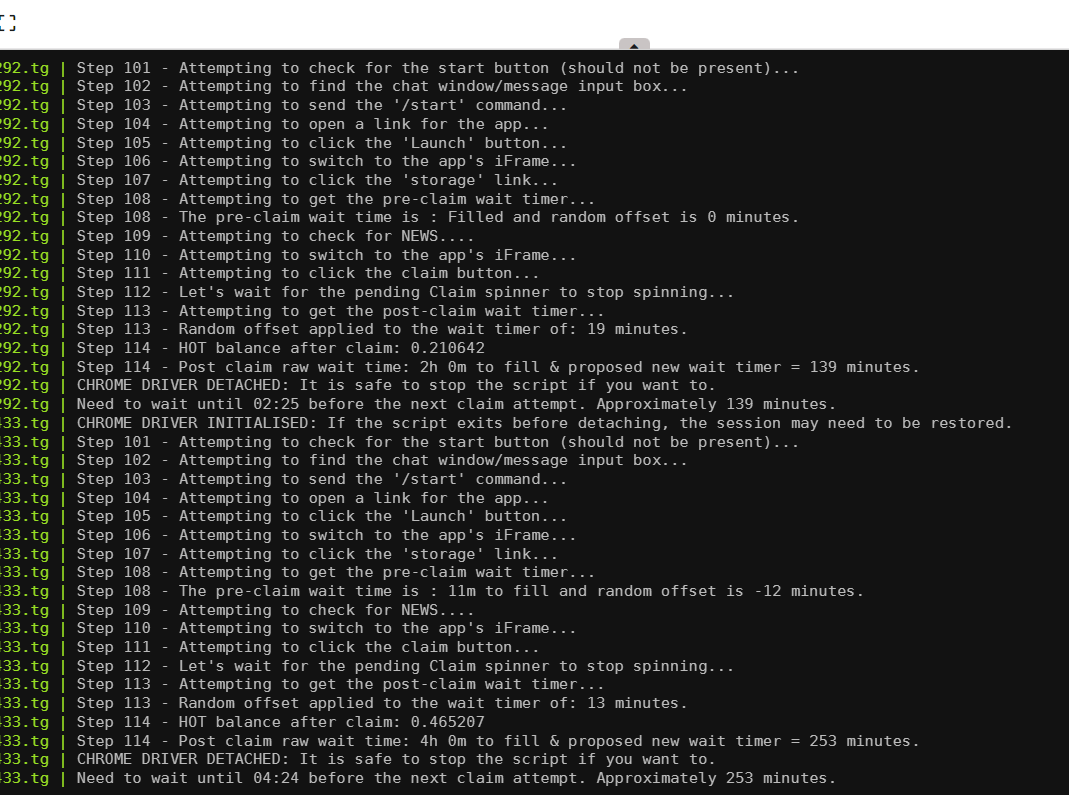 292.tg | Step 101 - Attempting to check for the start button (should not be present)...
292.tg | Step 102 - Attempting to find the chat window/message input box...
292.tg | Step 103 - Attempting to send the '/start' command...
292.tg | Step 104 - Attempting to open a link for the app...
292.tg | Step 105 - Attempting to click the 'Launch' button...
292.tg | Step 106 - Attempting to switch to the app's iFrame...
292.tg | Step 107 - Attempting to click the 'storage' link...
292.tg | Step 108 - Attempting to get the pre-claim wait timer...
292.tg | Step 108 - The pre-claim wait time is : Filled and random offset is 0 minutes.
292.tg | Step 109 - Attempting to check for NEWS....
292.tg | Step 110 - Attempting to switch to the app's iFrame...
292.tg | Step 111 - Attempting to click the claim button...
292.tg | Step 112 - Let's wait for the pending Claim spinner to stop spinning...
292.tg | Step 113 - Attempting to get the post-claim wait timer...
292.tg | Step 113 - Random offset applied to the wait timer of: 19 minutes.
292.tg | Step 114 - HOT balance after claim: 0.210642
292.tg | Step 114 - Post claim raw wait time: 2h 0m to fill & proposed new wait timer = 139 minutes.
292.tg | CHROME DRIVER DETACHED: It is safe to stop the script if you want to.
292.tg | Need to wait until 02:25 before the next claim attempt. Approximately 139 minutes.
433.tg | CHROME DRIVER INITIALISED: If the script exits before detaching, the session may need to be restored.
433.tg | Step 101 - Attempting to check for the start button (should not be present)...
433.tg | Step 102 - Attempting to find the chat window/message input box...
433.tg | Step 103 - Attempting to send the '/start' command...
433.tg | Step 104 - Attempting to open a link for the app...
433.tg | Step 105 - Attempting to click the 'Launch' button...
433.tg | Step 106 - Attempting to switch to the app's iFrame...
433.tg | Step 107 - Attempting to click the 'storage' link...
433.tg | Step 108 - Attempting to get the pre-claim wait timer...
433.tg | Step 108 - The pre-claim wait time is : 11m to fill and random offset is -12 minutes.
433.tg | Step 109 - Attempting to check for NEWS....
433.tg | Step 110 - Attempting to switch to the app's iFrame...
433.tg | Step 111 - Attempting to click the claim button...
433.tg | Step 112 - Let's wait for the pending Claim spinner to stop spinning...
433.tg | Step 113 - Attempting to get the post-claim wait timer...
433.tg | Step 113 - Random offset applied to the wait timer of: 13 minutes.
433.tg | Step 114 - HOT balance after claim: 0.465207
433.tg | Step 114 - Post claim raw wait time: 4h 0m to fill & proposed new wait timer = 253 minutes.
433.tg | CHROME DRIVER DETACHED: It is safe to stop the script if you want to.
433.tg | Need to wait until 04:24 before the next claim attempt. Approximately 253 minutes.